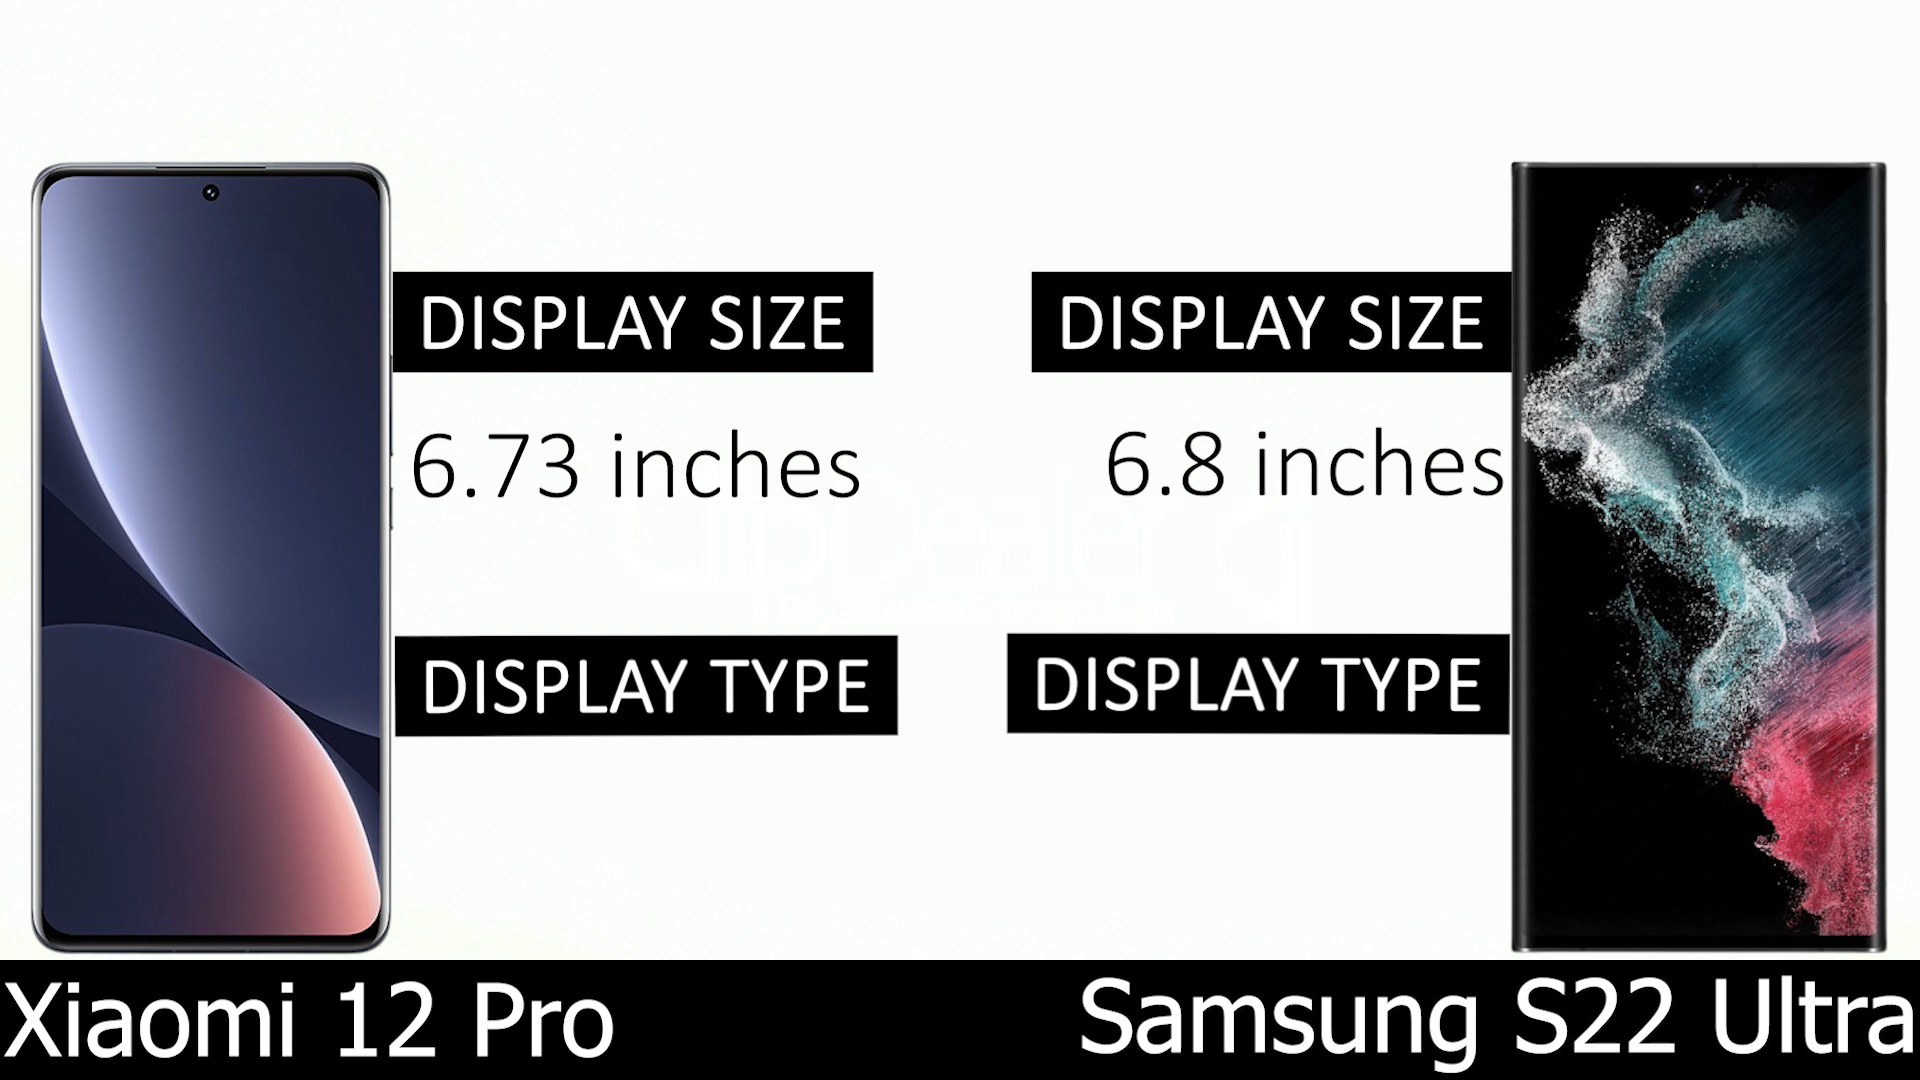 DISPLAY SIZE
6.73 inches
DISPLAY TYPE
DISPLAY SIZE
6.8 inches
DISPLAY TYPE
ClipDealer
Xiaomi 12 Pro
Samsung S22 Ultra